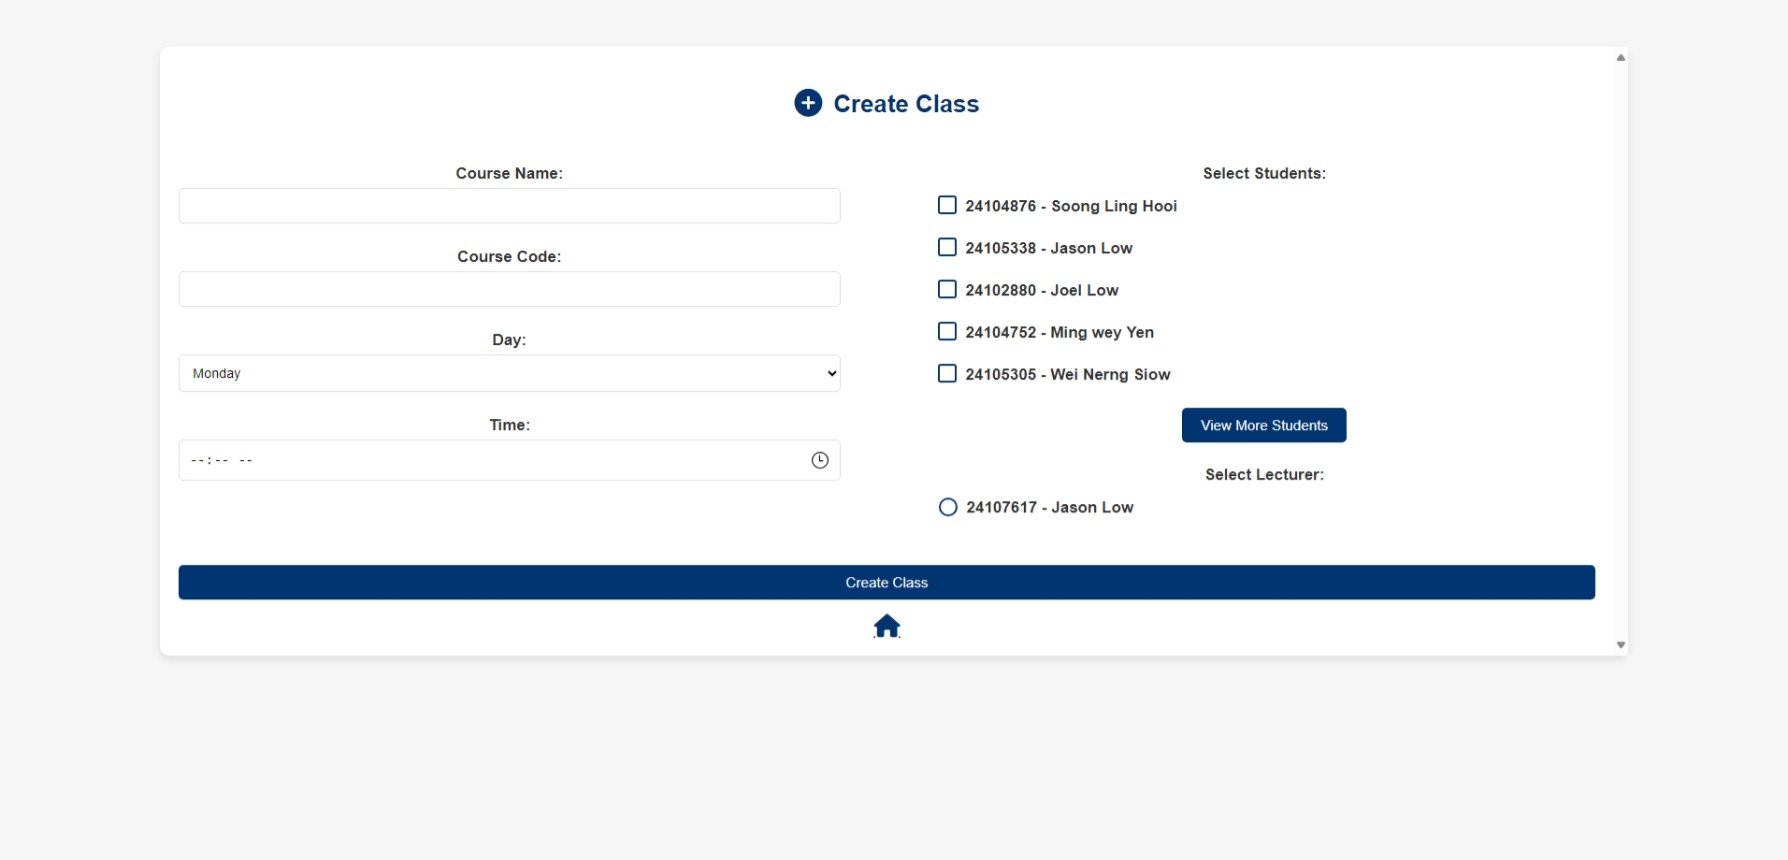 Create Class
Course Name:
Course Code:
Day:
Monday
Time:
--:-- --
Select Students:
24104876 - Soong Ling Hooi
24105338 - Jason Low
24102880 - Joel Low
24104752 - Ming wey Yen
24105305 - Wei Nerng Siow
View More Students
Select Lecturer:
24107617 - Jason Low
Create Class